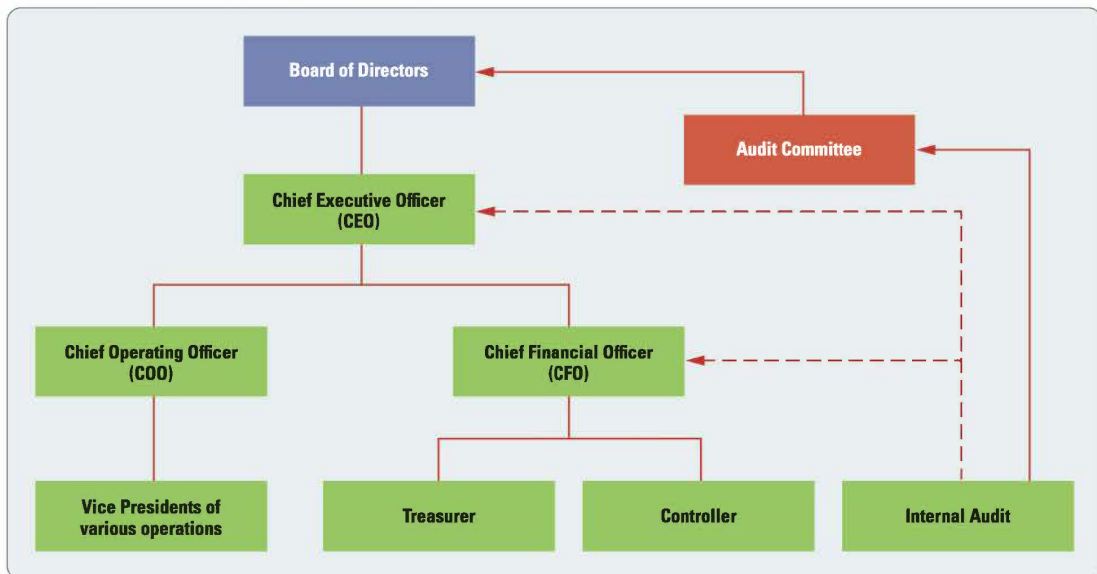 Board of Directors
Audit Committee
Chief Executive Officer
(CEO)
Chief Operating Officer
(COO)
Chief Financial Officer
(CFO)
Vice Presidents of
various operations
Treasurer
Controller
Internal Audit